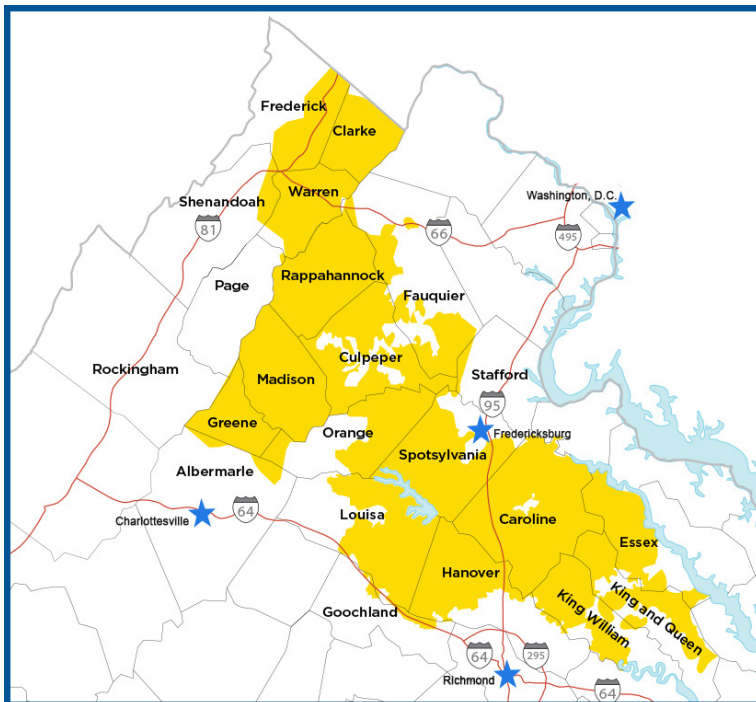 Frederick
Clarke
Shenandoah
Warren
Washington, D.C.
81
66
495
Rappahannock
Page
Fauquier
Culpeper
Rockingham
Madison
Stafford
95
Greene
Orange
Fredericksburg
Spotsylvania
Albermarle
64
Charlottesville
Louisa
Caroline
Essex
Hanover
King and Queen
King William
Goochland
64
295
Richmond
64